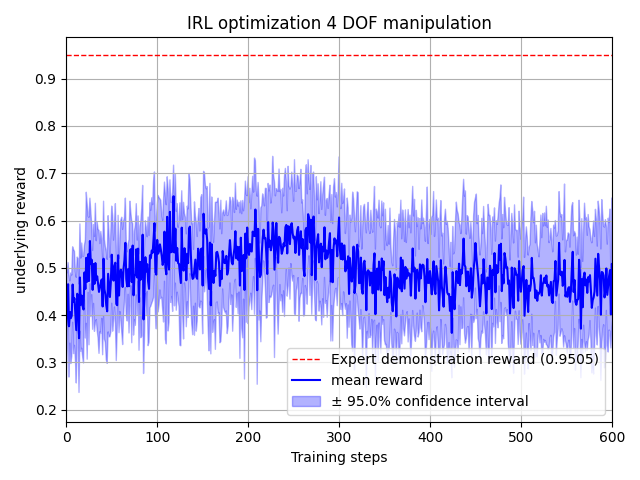 IRL optimization 4 DOF manipulation
underlying reward
0.9
0.8
0.7
0.6
0.5
0.4
0.3
0.2
Expert demonstration reward (0.9505)
mean reward
± 95.0% confidence interval
0 100 200 300 400 500 600
Training steps